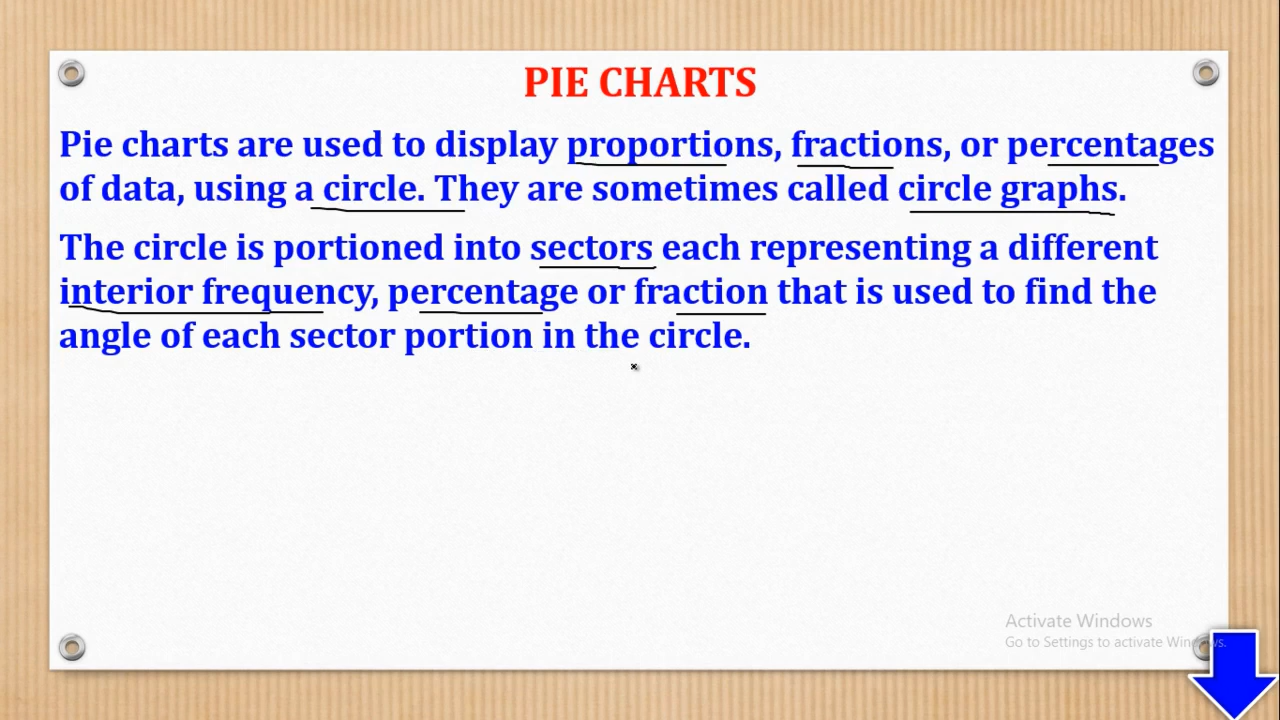 PIE CHARTS
Pie charts are used to display proportions, fractions, or percentages
of data, using a circle. They are sometimes called circle graphs.
The circle is portioned into sectors each representing a different
interior frequency, percentage or fraction that is used to find the
angle of each sector portion in the circle.
Activate Windows
Go to Settings to activate Windows.